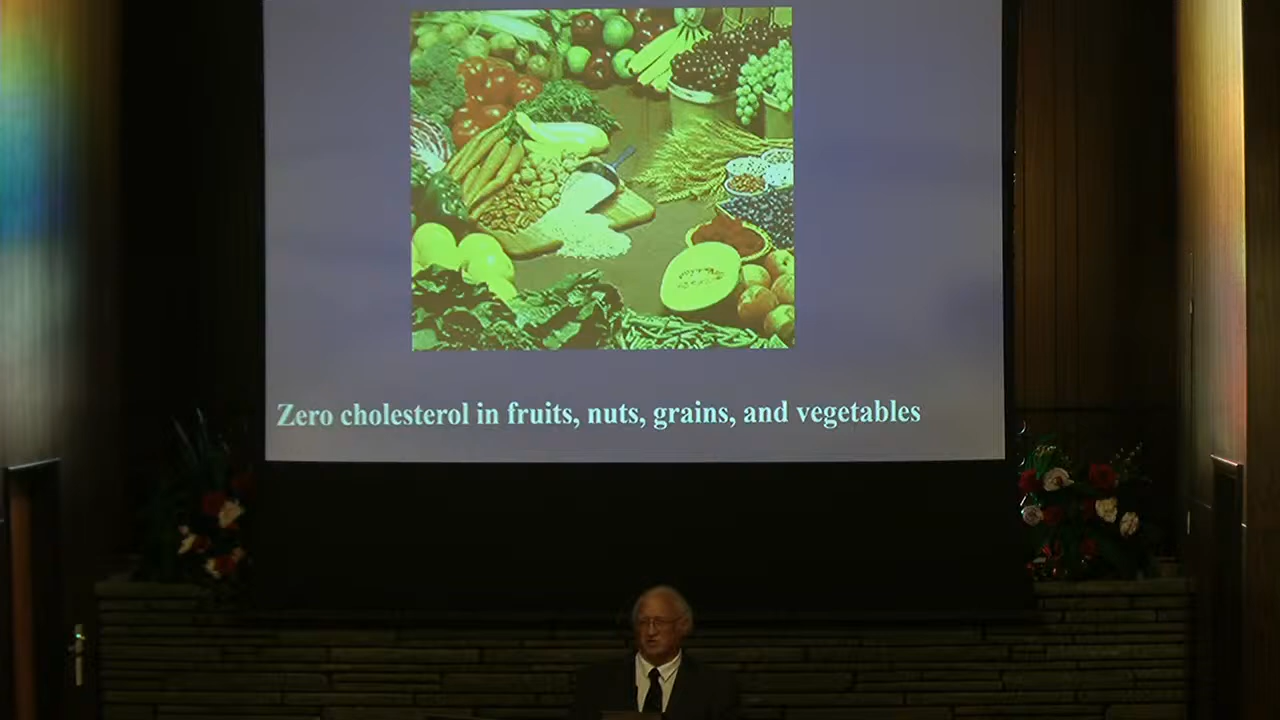 Zero cholesterol in fruits, nuts, grains, and vegetables